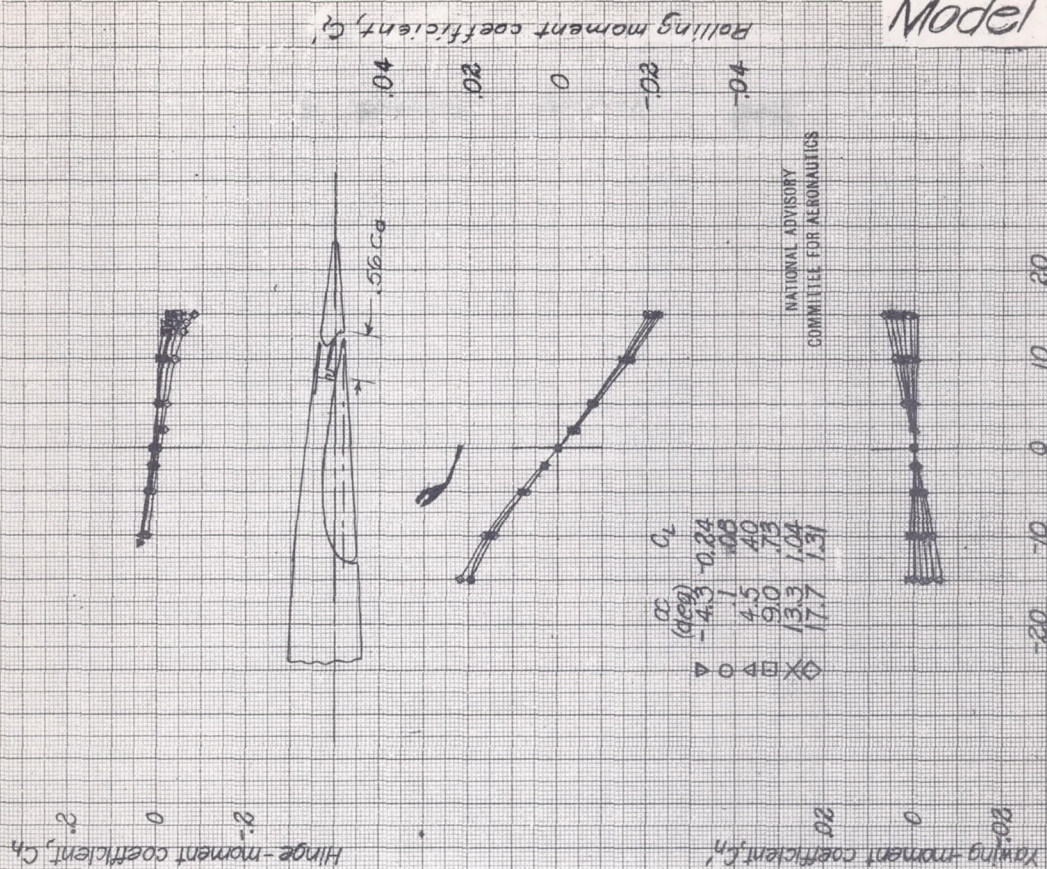 Model
Rolling moment coefficient, Cl'
.04
.02
0
-.02
-.04
Hinge-moment coefficient, Ch
.2
0
-.2
.56 Ca
NATIONAL ADVISORY
COMMITTEE FOR AERONAUTICS
α CL
(deg)
▽ -4.3 -0.24
○ .1 .08
△ 4.5 .40
□ 9.0 .73
X 13.3 1.04
◇ 17.7 1.31
Yawing-moment coefficient, Cn'
.02
0
-.02
-20
-10
0
10
20